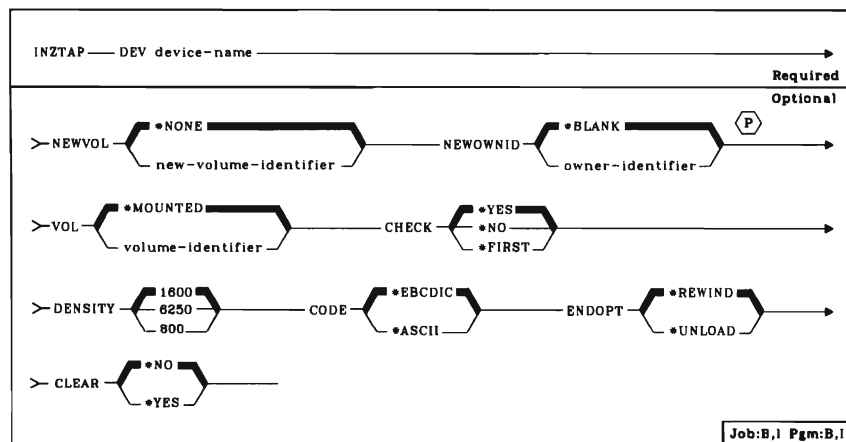 INZTAP DEV device-name
Required
Optional
*NONE *BLANK P
NEWVOL NEWOWNID
new-volume-identifier owner-identifier
*MOUNTED *YES
VOL CHECK *NO
volume-identifier *FIRST
1600 *EBCDIC *REWIND
DENSITY 6250 CODE ENDOPT
800 *ASCII *UNLOAD
*NO
CLEAR
*YES
Job:B,I Pgm:B,I